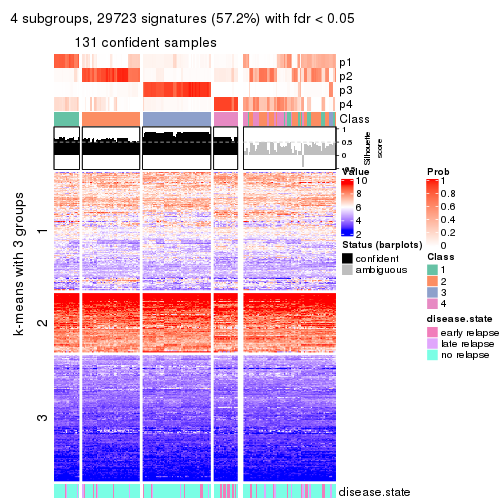 4 subgroups, 29723 signatures (57.2%) with fdr < 0.05
131 confident samples
p1
p2
p3
p4
Class
1
0.5
0
-0.5
Silhouette
score
k-means with 3 groups
1
2
3
disease.state
Value
10
8
6
4
2
Status (barplots)
confident
ambiguous
Prob
1
0.8
0.6
0.4
0.2
0
Class
1
2
3
4
disease.state
early relapse
late relapse
no relapse